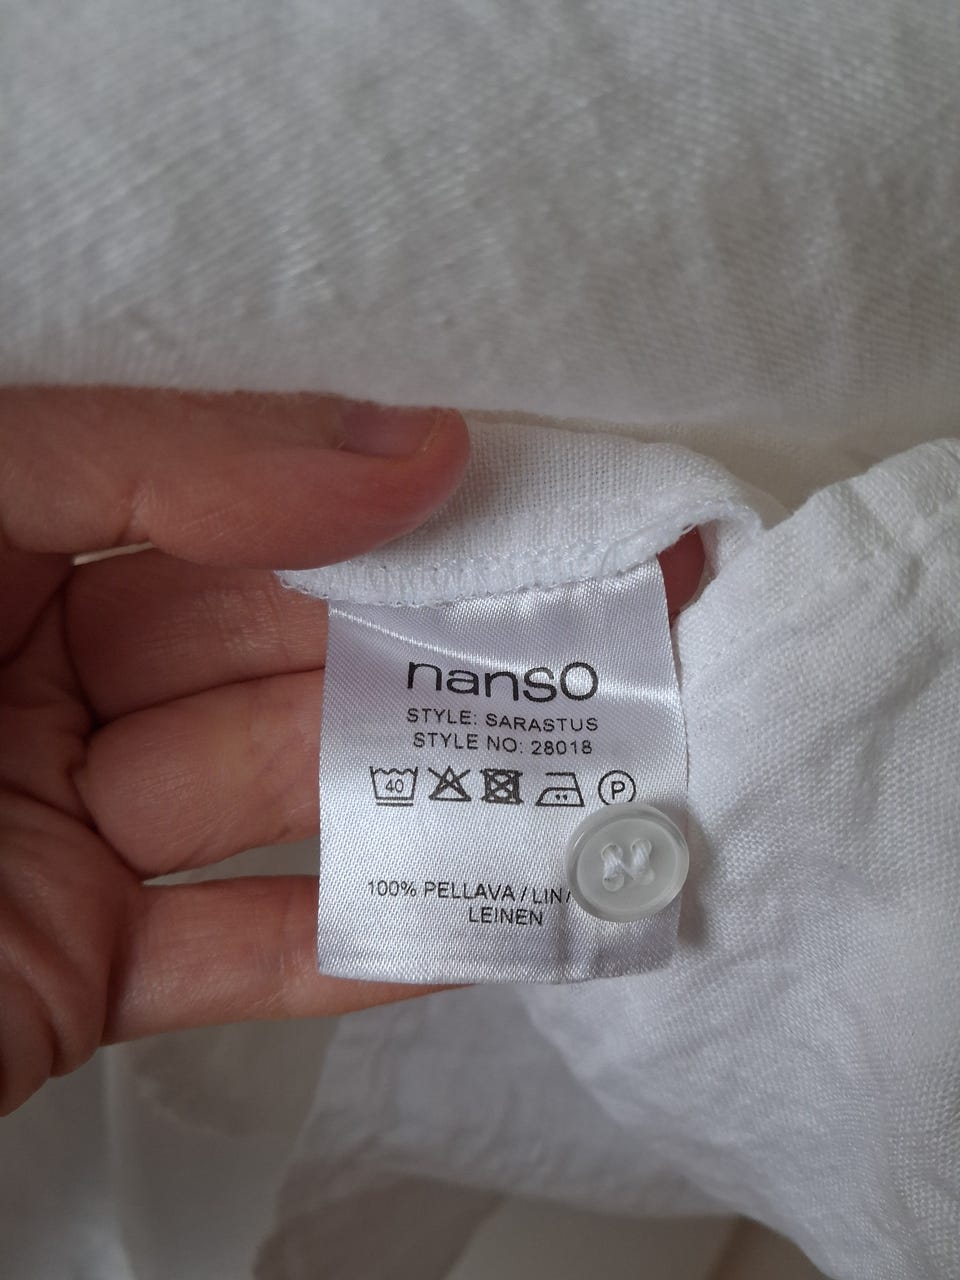 nanso
STYLE: SARASTUS
STYLE NO: 28018
40 P
100% PELLAVA / LIN /
LEINEN